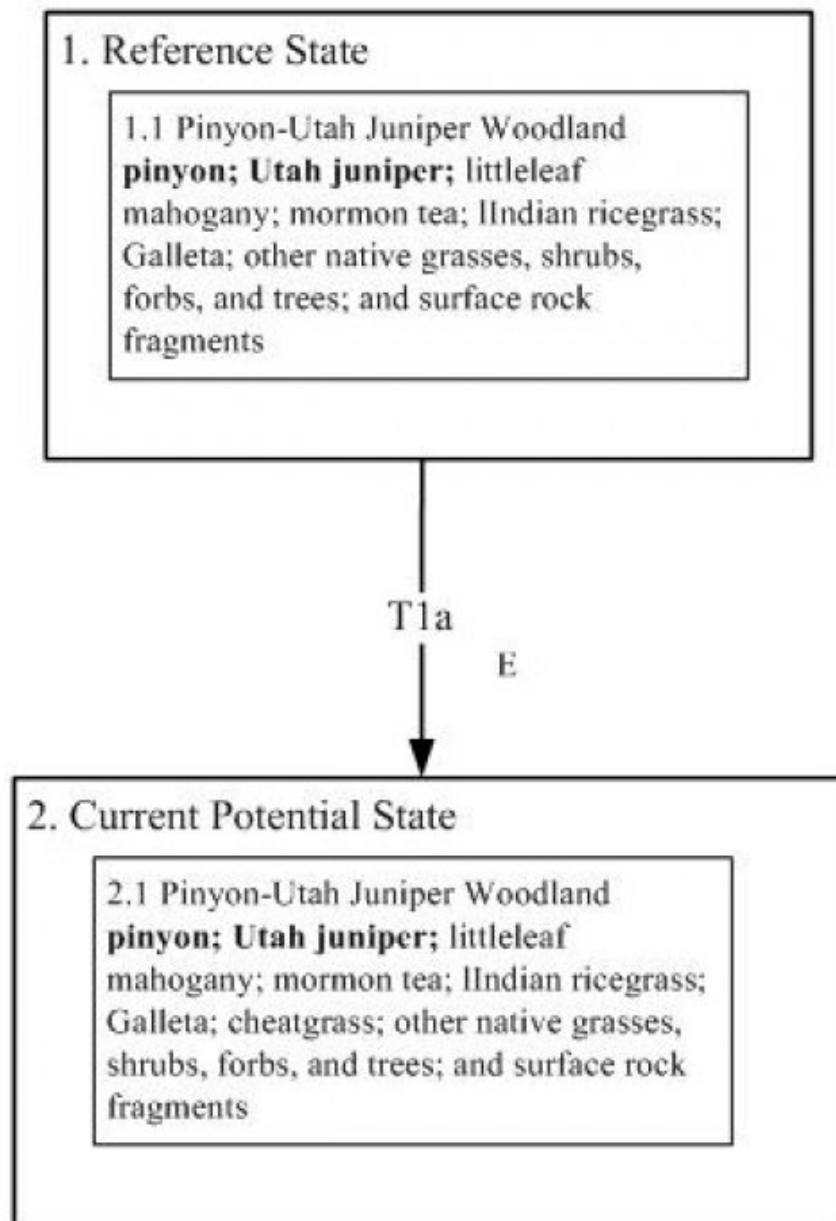 1. Reference State
1.1 Pinyon-Utah Juniper Woodland
pinyon; Utah juniper; littleleaf
mahogany; mormon tea; lIndian ricegrass;
Galleta; other native grasses, shrubs,
forbs, and trees; and surface rock
fragments
T1a
E
2. Current Potential State
2.1 Pinyon-Utah Juniper Woodland
pinyon; Utah juniper; littleleaf
mahogany; mormon tea; lIndian ricegrass;
Galleta; cheatgrass; other native grasses,
shrubs, forbs, and trees; and surface rock
fragments